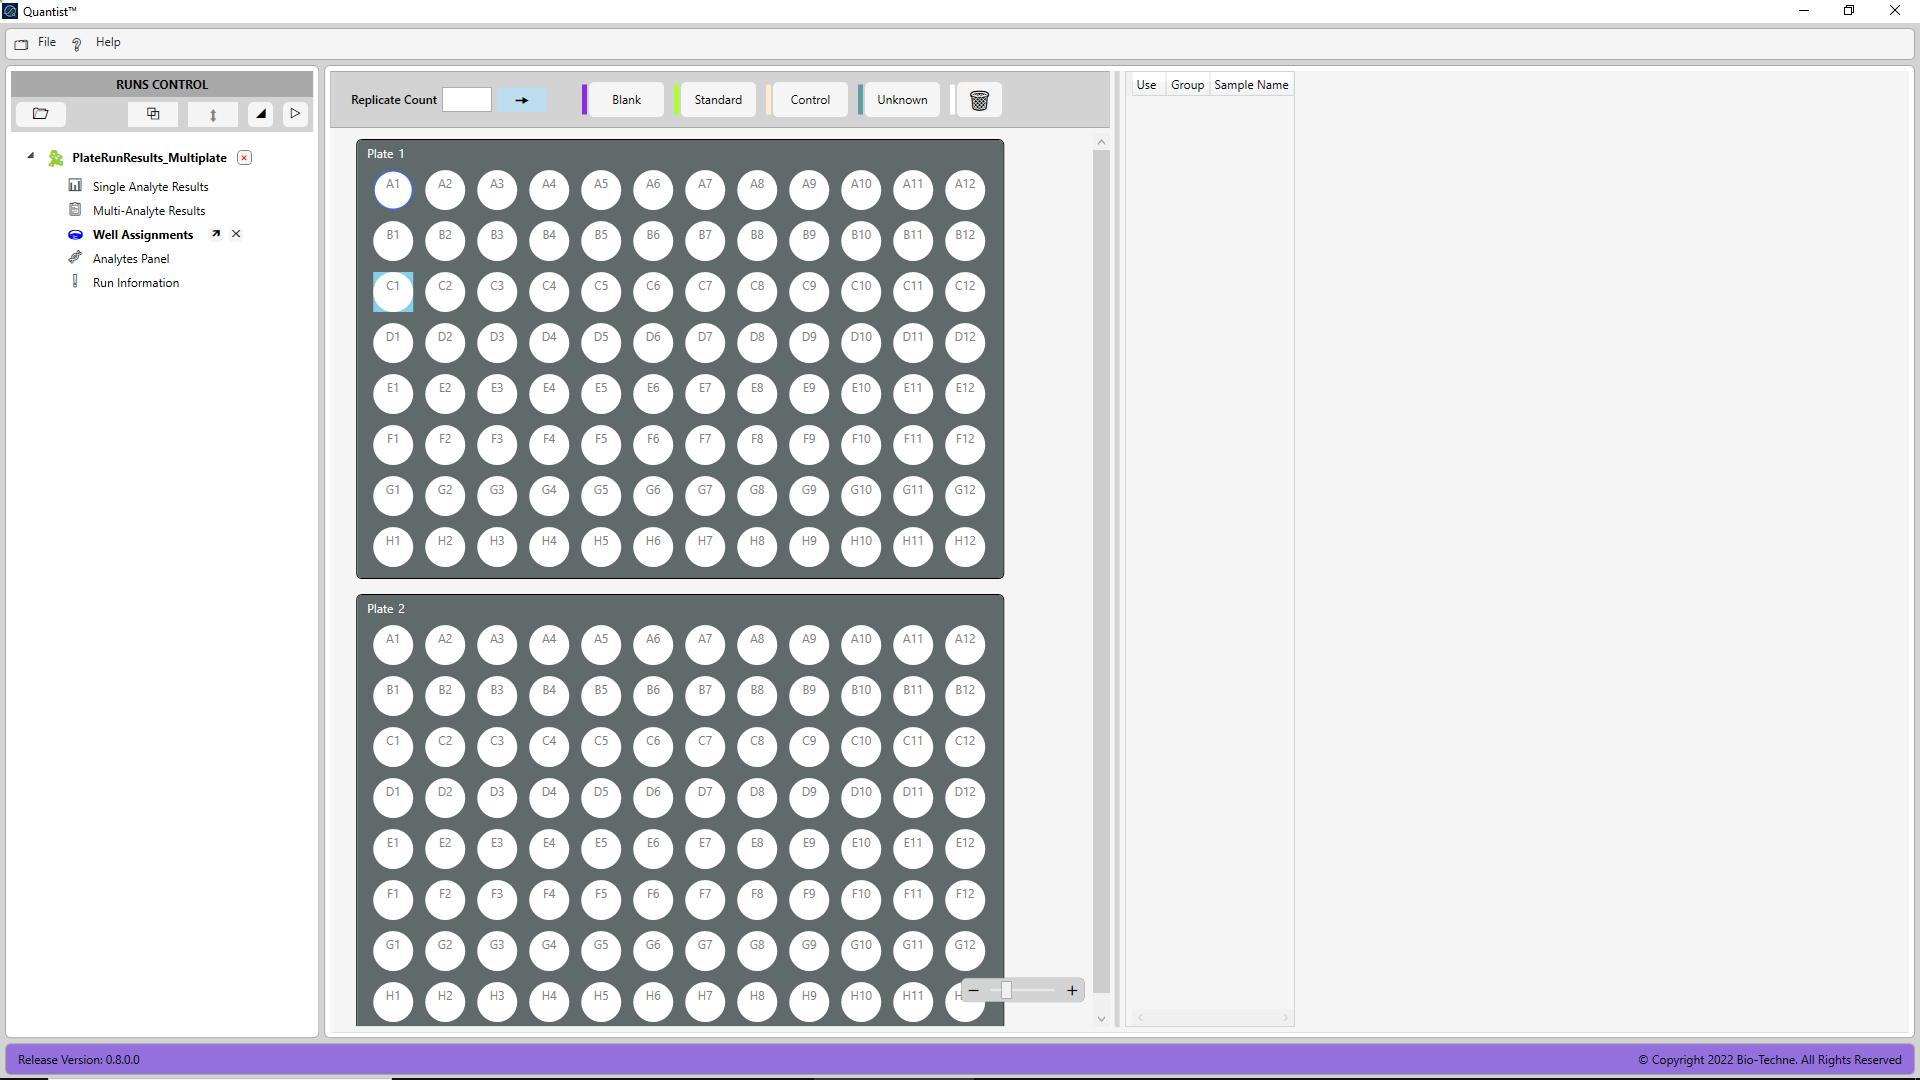 Quantist™
File Help
RUNS CONTROL
PlateRunResults_Multiplate
Single Analyte Results
Multi-Analyte Results
Well Assignments
Analytes Panel
Run Information
Replicate Count Blank Standard Control Unknown
Use Group Sample Name
Plate 1
A1 A2 A3 A4 A5 A6 A7 A8 A9 A10 A11 A12
B1 B2 B3 B4 B5 B6 B7 B8 B9 B10 B11 B12
C1 C2 C3 C4 C5 C6 C7 C8 C9 C10 C11 C12
D1 D2 D3 D4 D5 D6 D7 D8 D9 D10 D11 D12
E1 E2 E3 E4 E5 E6 E7 E8 E9 E10 E11 E12
F1 F2 F3 F4 F5 F6 F7 F8 F9 F10 F11 F12
G1 G2 G3 G4 G5 G6 G7 G8 G9 G10 G11 G12
H1 H2 H3 H4 H5 H6 H7 H8 H9 H10 H11 H12
Plate 2
A1 A2 A3 A4 A5 A6 A7 A8 A9 A10 A11 A12
B1 B2 B3 B4 B5 B6 B7 B8 B9 B10 B11 B12
C1 C2 C3 C4 C5 C6 C7 C8 C9 C10 C11 C12
D1 D2 D3 D4 D5 D6 D7 D8 D9 D10 D11 D12
E1 E2 E3 E4 E5 E6 E7 E8 E9 E10 E11 E12
F1 F2 F3 F4 F5 F6 F7 F8 F9 F10 F11 F12
G1 G2 G3 G4 G5 G6 G7 G8 G9 G10 G11 G12
H1 H2 H3 H4 H5 H6 H7 H8 H9 H10 H11
Release Version: 0.8.0.0
© Copyright 2022 Bio-Techne. All Rights Reserved